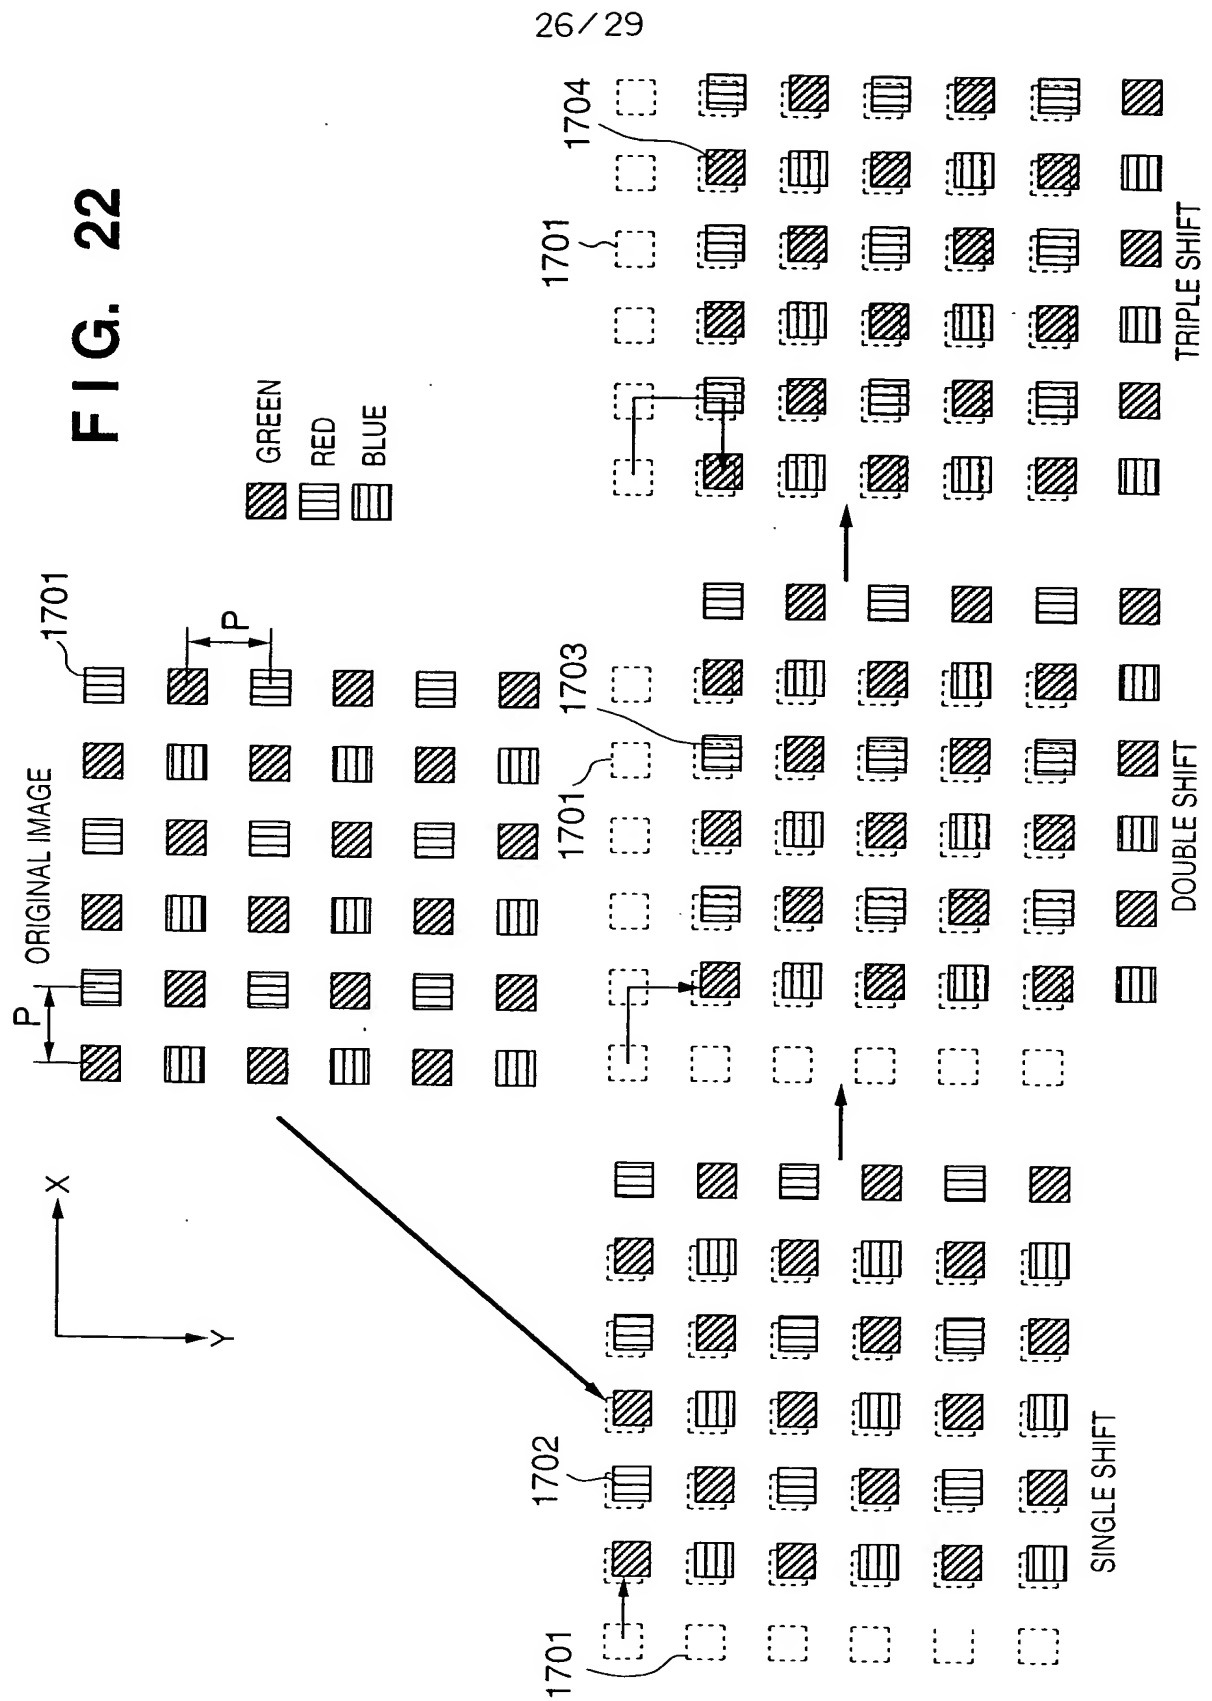 26/29
FIG. 22
GREEN
RED
BLUE
X
Y
ORIGINAL IMAGE
P
P
1701
1701
1702
SINGLE SHIFT
1701
1703
DOUBLE SHIFT
1701
1704
TRIPLE SHIFT